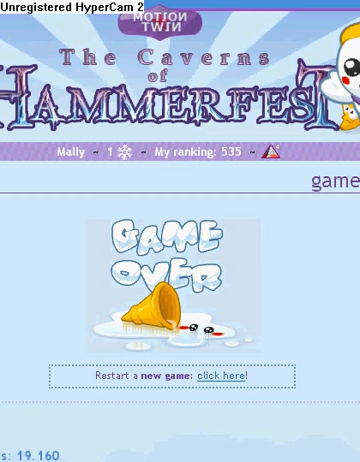 Unregistered HyperCam 2
MOTION
TWIN
The Caverns
of
HAMMERFEST
Mally ~ 1 ~ My ranking: 535 ~
game
GAME
OVER
Restart a new game: click here!
s: 19.160